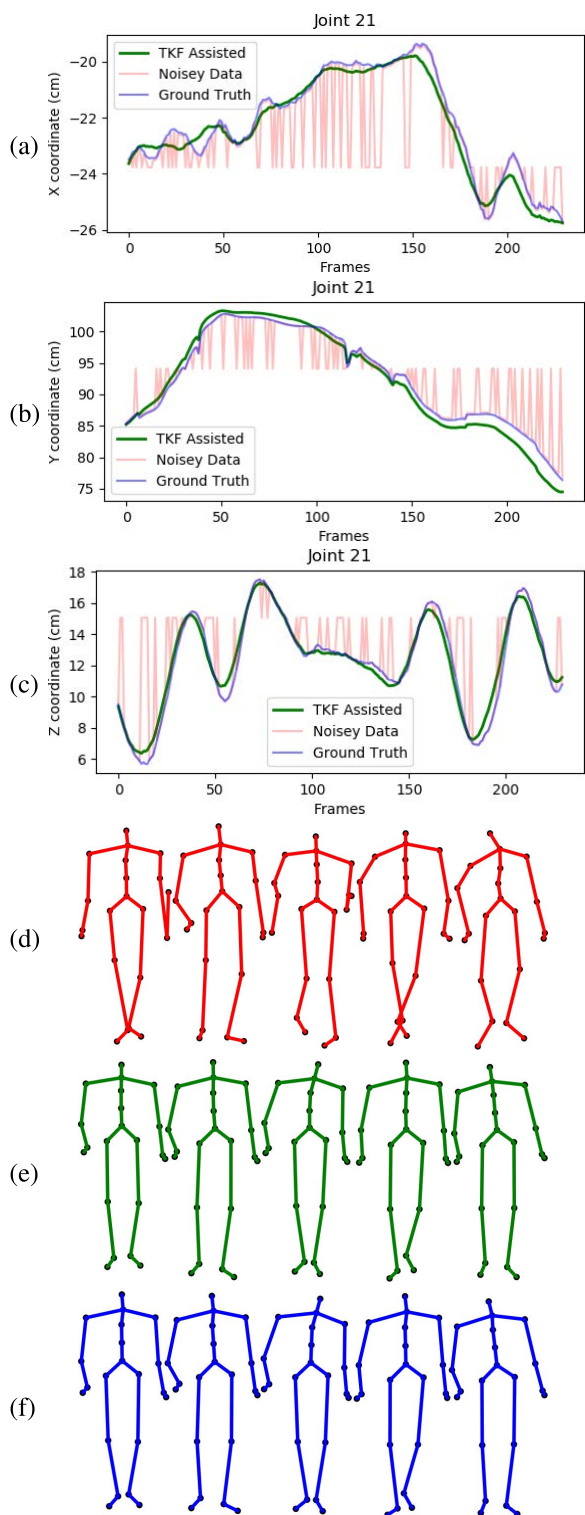 Joint 21
X coordinate (cm)
−20
−22
−24
−26
TKF Assisted
Noisey Data
Ground Truth
(a)
0 50 100 150 200
Frames
Joint 21
Y coordinate (cm)
100
95
90
85
80
75
(b)
TKF Assisted
Noisey Data
Ground Truth
0 50 100 150 200
Frames
Joint 21
Z coordinate (cm)
18
16
14
12
10
8
6
(c)
TKF Assisted
Noisey Data
Ground Truth
0 50 100 150 200
Frames
(d)
(e)
(f)